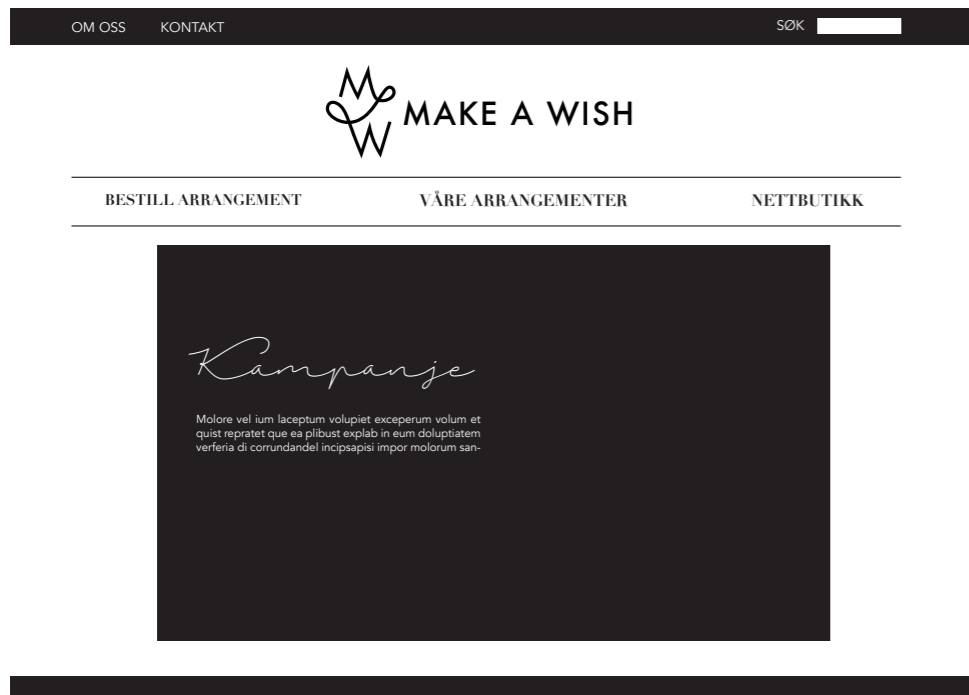 OM OSS KONTAKT SØK
MW MAKE A WISH
BESTILL ARRANGEMENT VÅRE ARRANGEMENTER NETTBUTIKK
Kampanje
Molore vel ium laceptum volupiet exceperum volum et
quist repratet que ea plibust explab in eum doluptiatem
verferia di corrundandel incipsapisi impor molorum san-